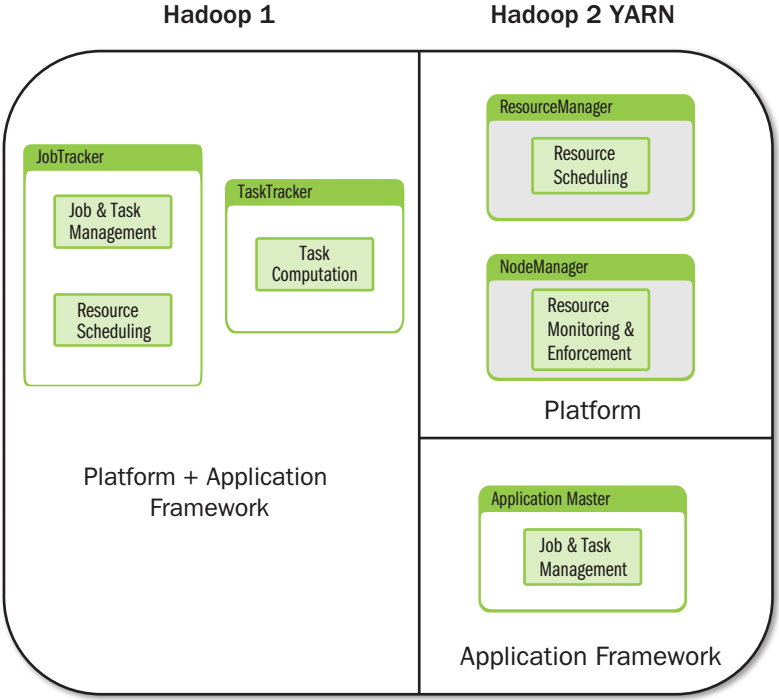 Hadoop 1
Hadoop 2 YARN
JobTracker
Job & Task
Management
Resource
Scheduling
TaskTracker
Task
Computation
Platform + Application
Framework
ResourceManager
Resource
Scheduling
NodeManager
Resource
Monitoring &
Enforcement
Platform
Application Master
Job & Task
Management
Application Framework